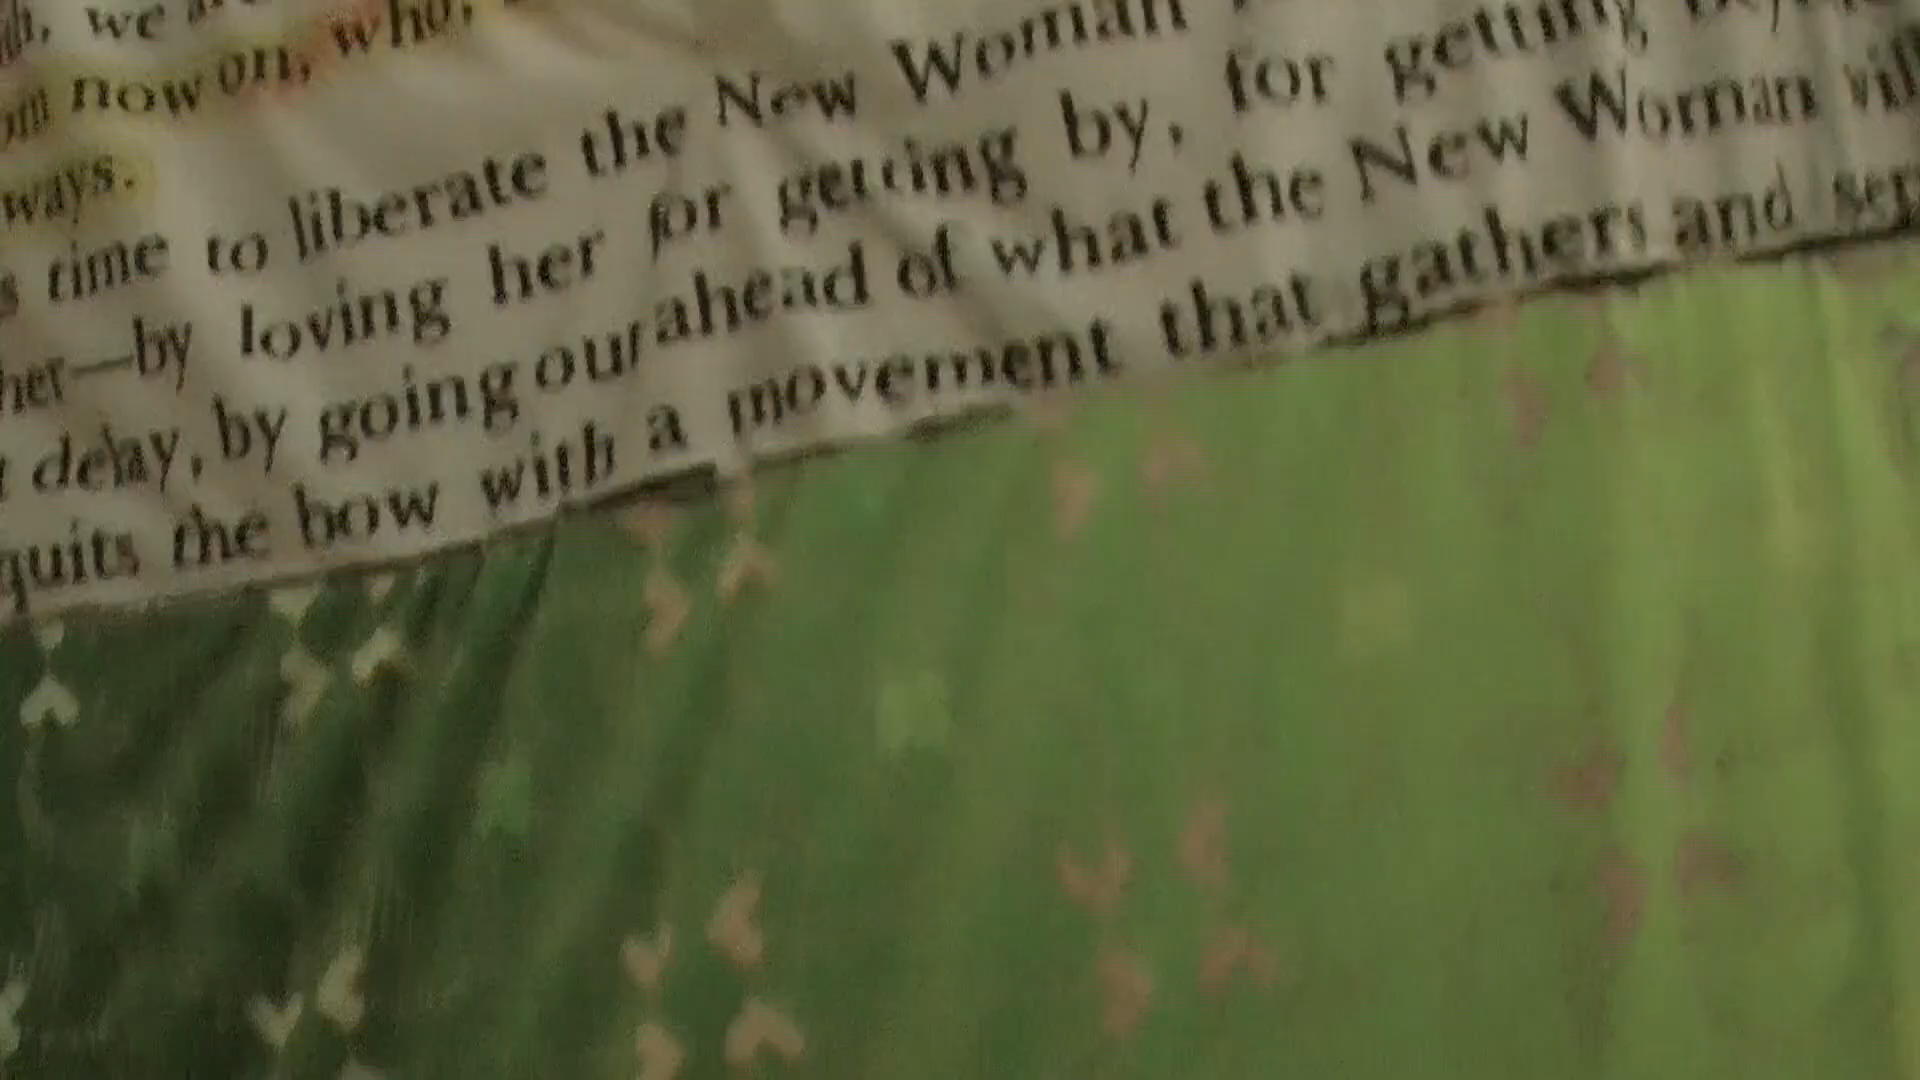 we
now on, who,
ways.
time to liberate the New Woman
her—by loving her for getting by, for getting
delay, by going out ahead of what the New Woman will
quits the bow with a movement that gathers and